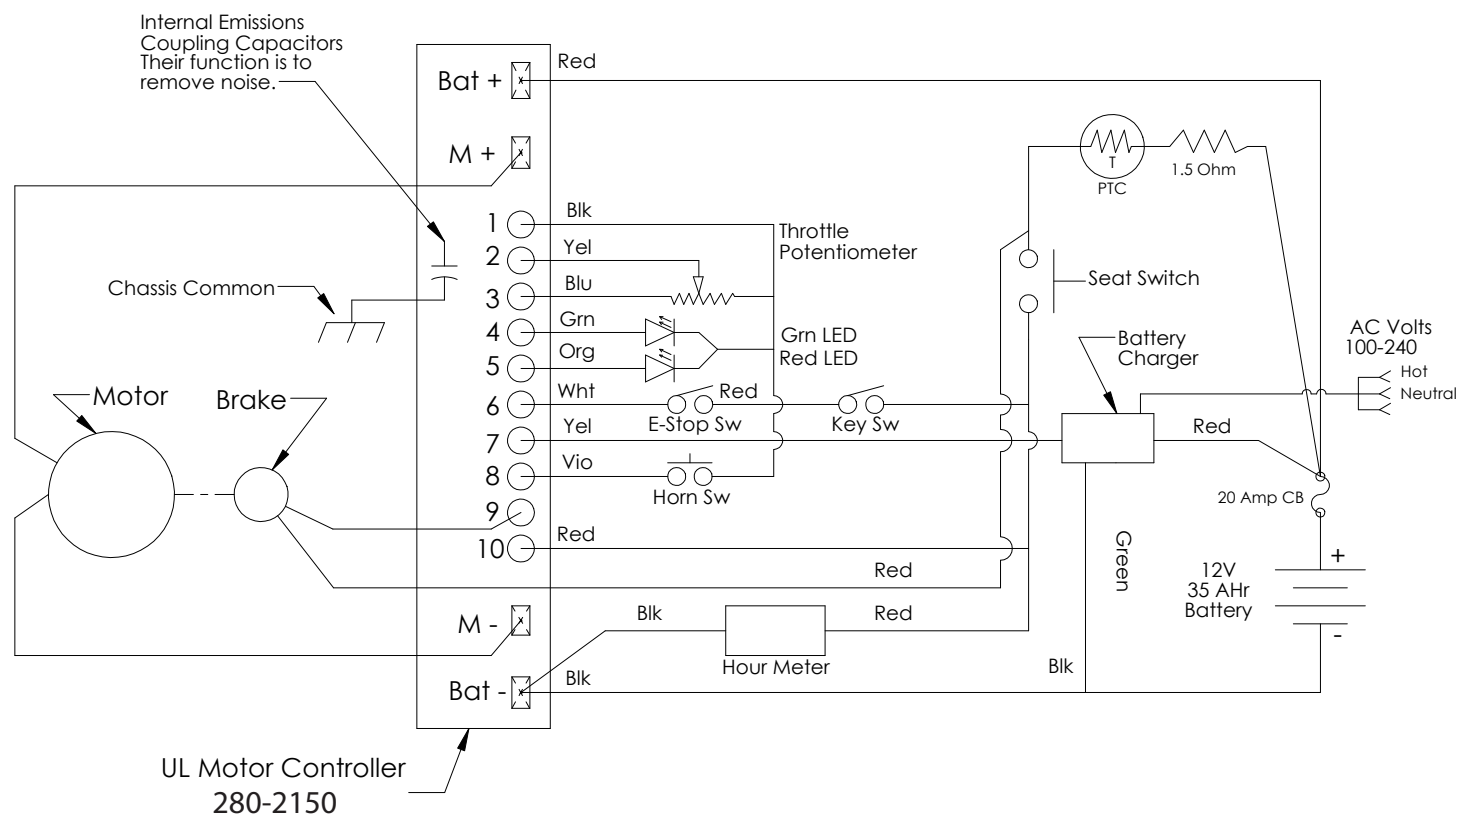 Internal Emissions
Coupling Capacitors
Their function is to
remove noise.
Bat +
Red
M +
T
PTC
1.5 Ohm
1
Blk
Throttle
Potentiometer
2
Yel
3
Blu
Chassis Common
Seat Switch
4
Grn
Grn LED
Red LED
5
Org
Battery
Charger
AC Volts
100-240
Hot
Neutral
Motor
Brake
6
Wht
Red
E-Stop Sw
Key Sw
7
Yel
Red
8
Vio
Horn Sw
20 Amp CB
9
10
Red
Green
Red
12V
35 AHr
Battery
+
-
M -
Blk
Red
Hour Meter
Bat -
Blk
Blk
UL Motor Controller
280-2150